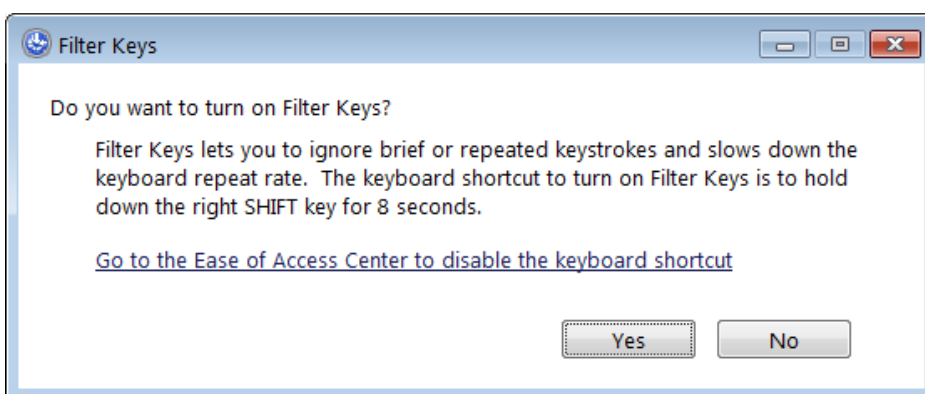 Filter Keys
Do you want to turn on Filter Keys?
Filter Keys lets you to ignore brief or repeated keystrokes and slows down the
keyboard repeat rate.  The keyboard shortcut to turn on Filter Keys is to hold
down the right SHIFT key for 8 seconds.
Go to the Ease of Access Center to disable the keyboard shortcut
Yes No